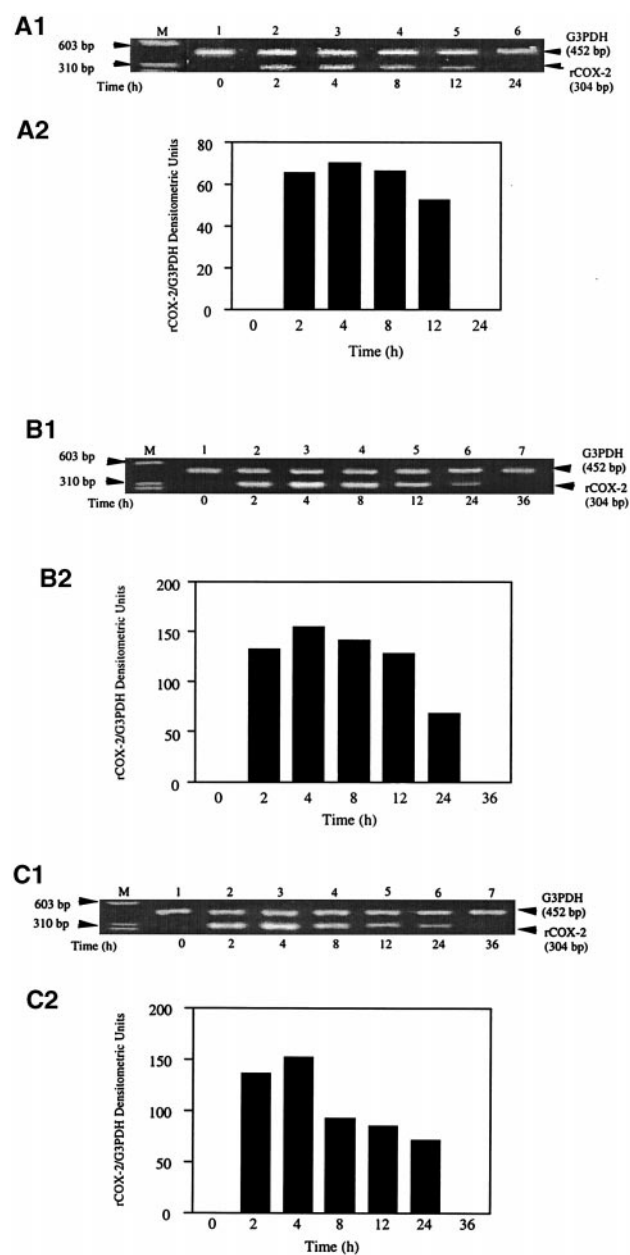 A1
M 1 2 3 4 5 6
603 bp
G3PDH
(452 bp)
310 bp
rCOX-2
(304 bp)
Time (h) 0 2 4 8 12 24
A2
rCOX-2/G3PDH Densitometric Units
80
60
40
20
0
0 2 4 8 12 24
Time (h)
B1
M 1 2 3 4 5 6 7
603 bp
G3PDH
(452 bp)
310 bp
rCOX-2
(304 bp)
Time (h) 0 2 4 8 12 24 36
B2
rCOX-2/G3PDH Densitometric Units
200
150
100
50
0
0 2 4 8 12 24 36
Time (h)
C1
M 1 2 3 4 5 6 7
603 bp
G3PDH
(452 bp)
310 bp
rCOX-2
(304 bp)
Time (h) 0 2 4 8 12 24 36
C2
rCOX-2/G3PDH Densitometric Units
200
150
100
50
0
0 2 4 8 12 24 36
Time (h)